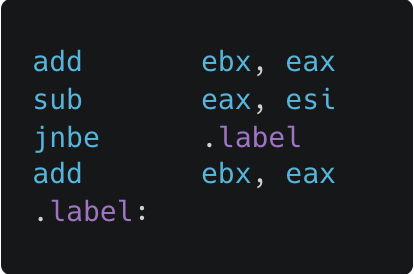 add ebx, eax
sub eax, esi
jnbe .label
add ebx, eax
.label: